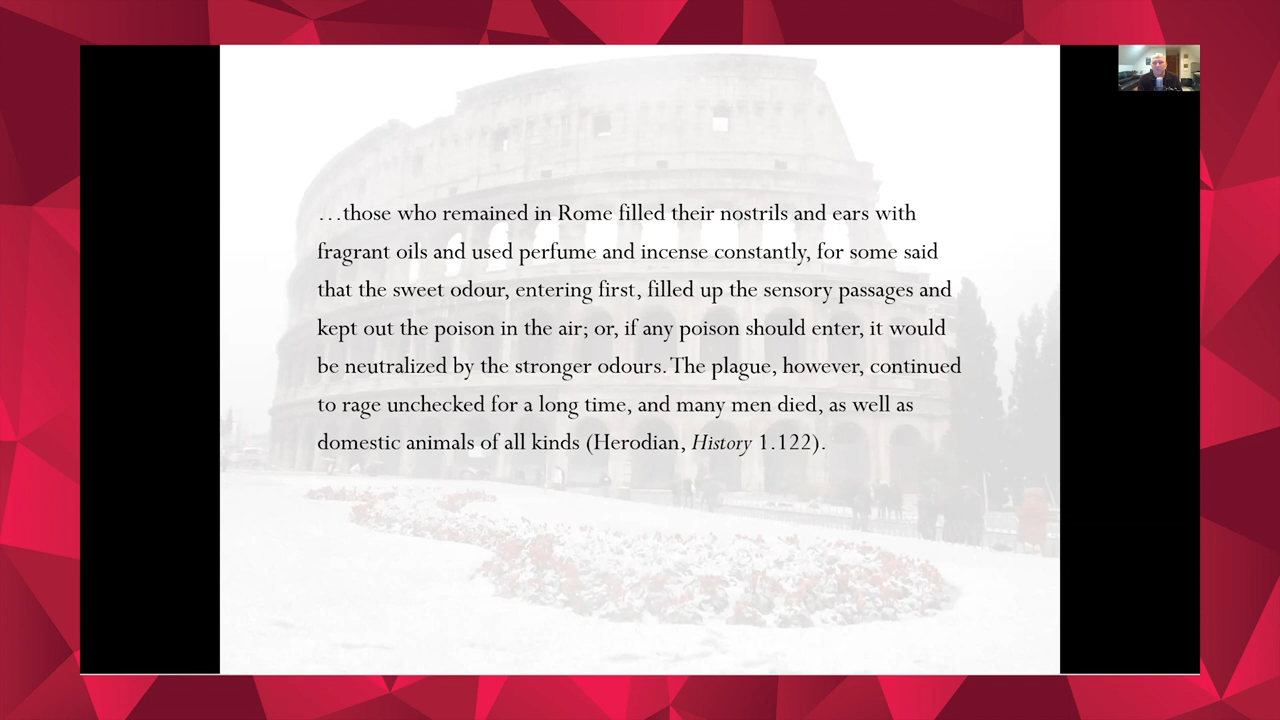 …those who remained in Rome filled their nostrils and ears with
fragrant oils and used perfume and incense constantly, for some said
that the sweet odour, entering first, filled up the sensory passages and
kept out the poison in the air; or, if any poison should enter, it would
be neutralized by the stronger odours. The plague, however, continued
to rage unchecked for a long time, and many men died, as well as
domestic animals of all kinds (Herodian, History 1.122).